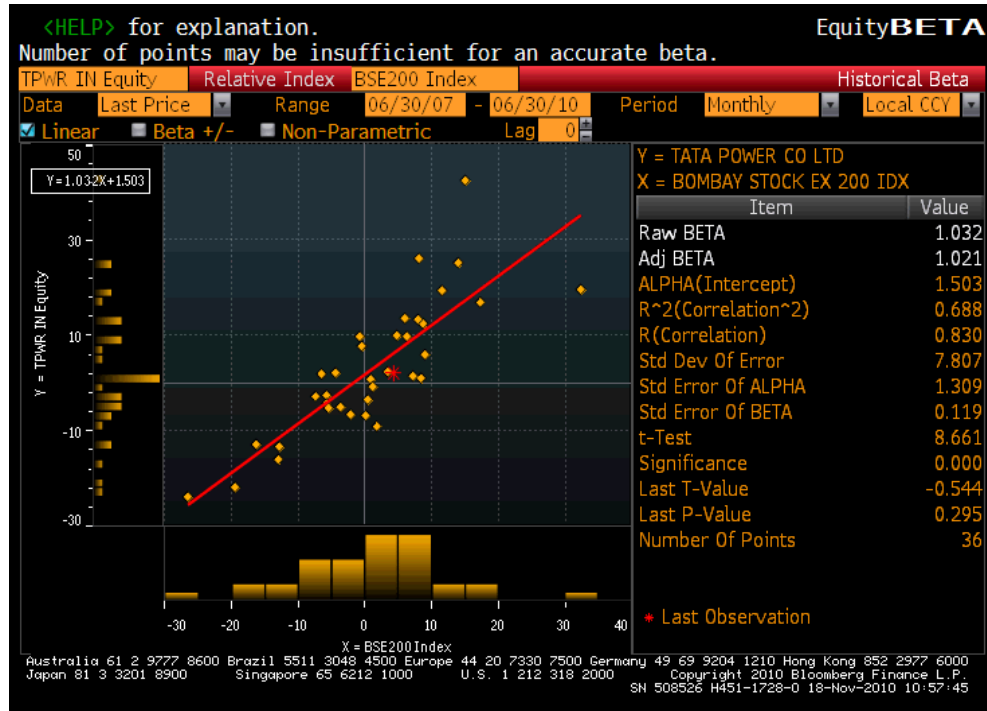 <HELP> for explanation.
EquityBETA
Number of points may be insufficient for an accurate beta.
TPWR IN Equity Relative Index BSE200 Index Historical Beta
Data Last Price Range 06/30/07 - 06/30/10 Period Monthly Local CCY
Linear Beta +/- Non-Parametric Lag 0
Y = TATA POWER CO LTD
X = BOMBAY STOCK EX 200 IDX
Item Value
Raw BETA 1.032
Adj BETA 1.021
ALPHA(Intercept) 1.503
R^2(Correlation^2) 0.688
R(Correlation) 0.830
Std Dev Of Error 7.807
Std Error Of ALPHA 1.309
Std Error Of BETA 0.119
t-Test 8.661
Significance 0.000
Last T-Value -0.544
Last P-Value 0.295
Number Of Points 36
* Last Observation
50
Y=1.032X+1.503
30
10
-10
-30
Y = TPWR IN Equity
-30 -20 -10 0 10 20 30 40
X = BSE200Index
Australia 61 2 9777 8600 Brazil 5511 3048 4500 Europe 44 20 7330 7500 Germany 49 69 9204 1210 Hong Kong 852 2977 6000
Japan 81 3 3201 8900 Singapore 65 6212 1000 U.S. 1 212 318 2000 Copyright 2010 Bloomberg Finance L.P.
SN 508526 H451-1728-0 18-Nov-2010 10:57:45